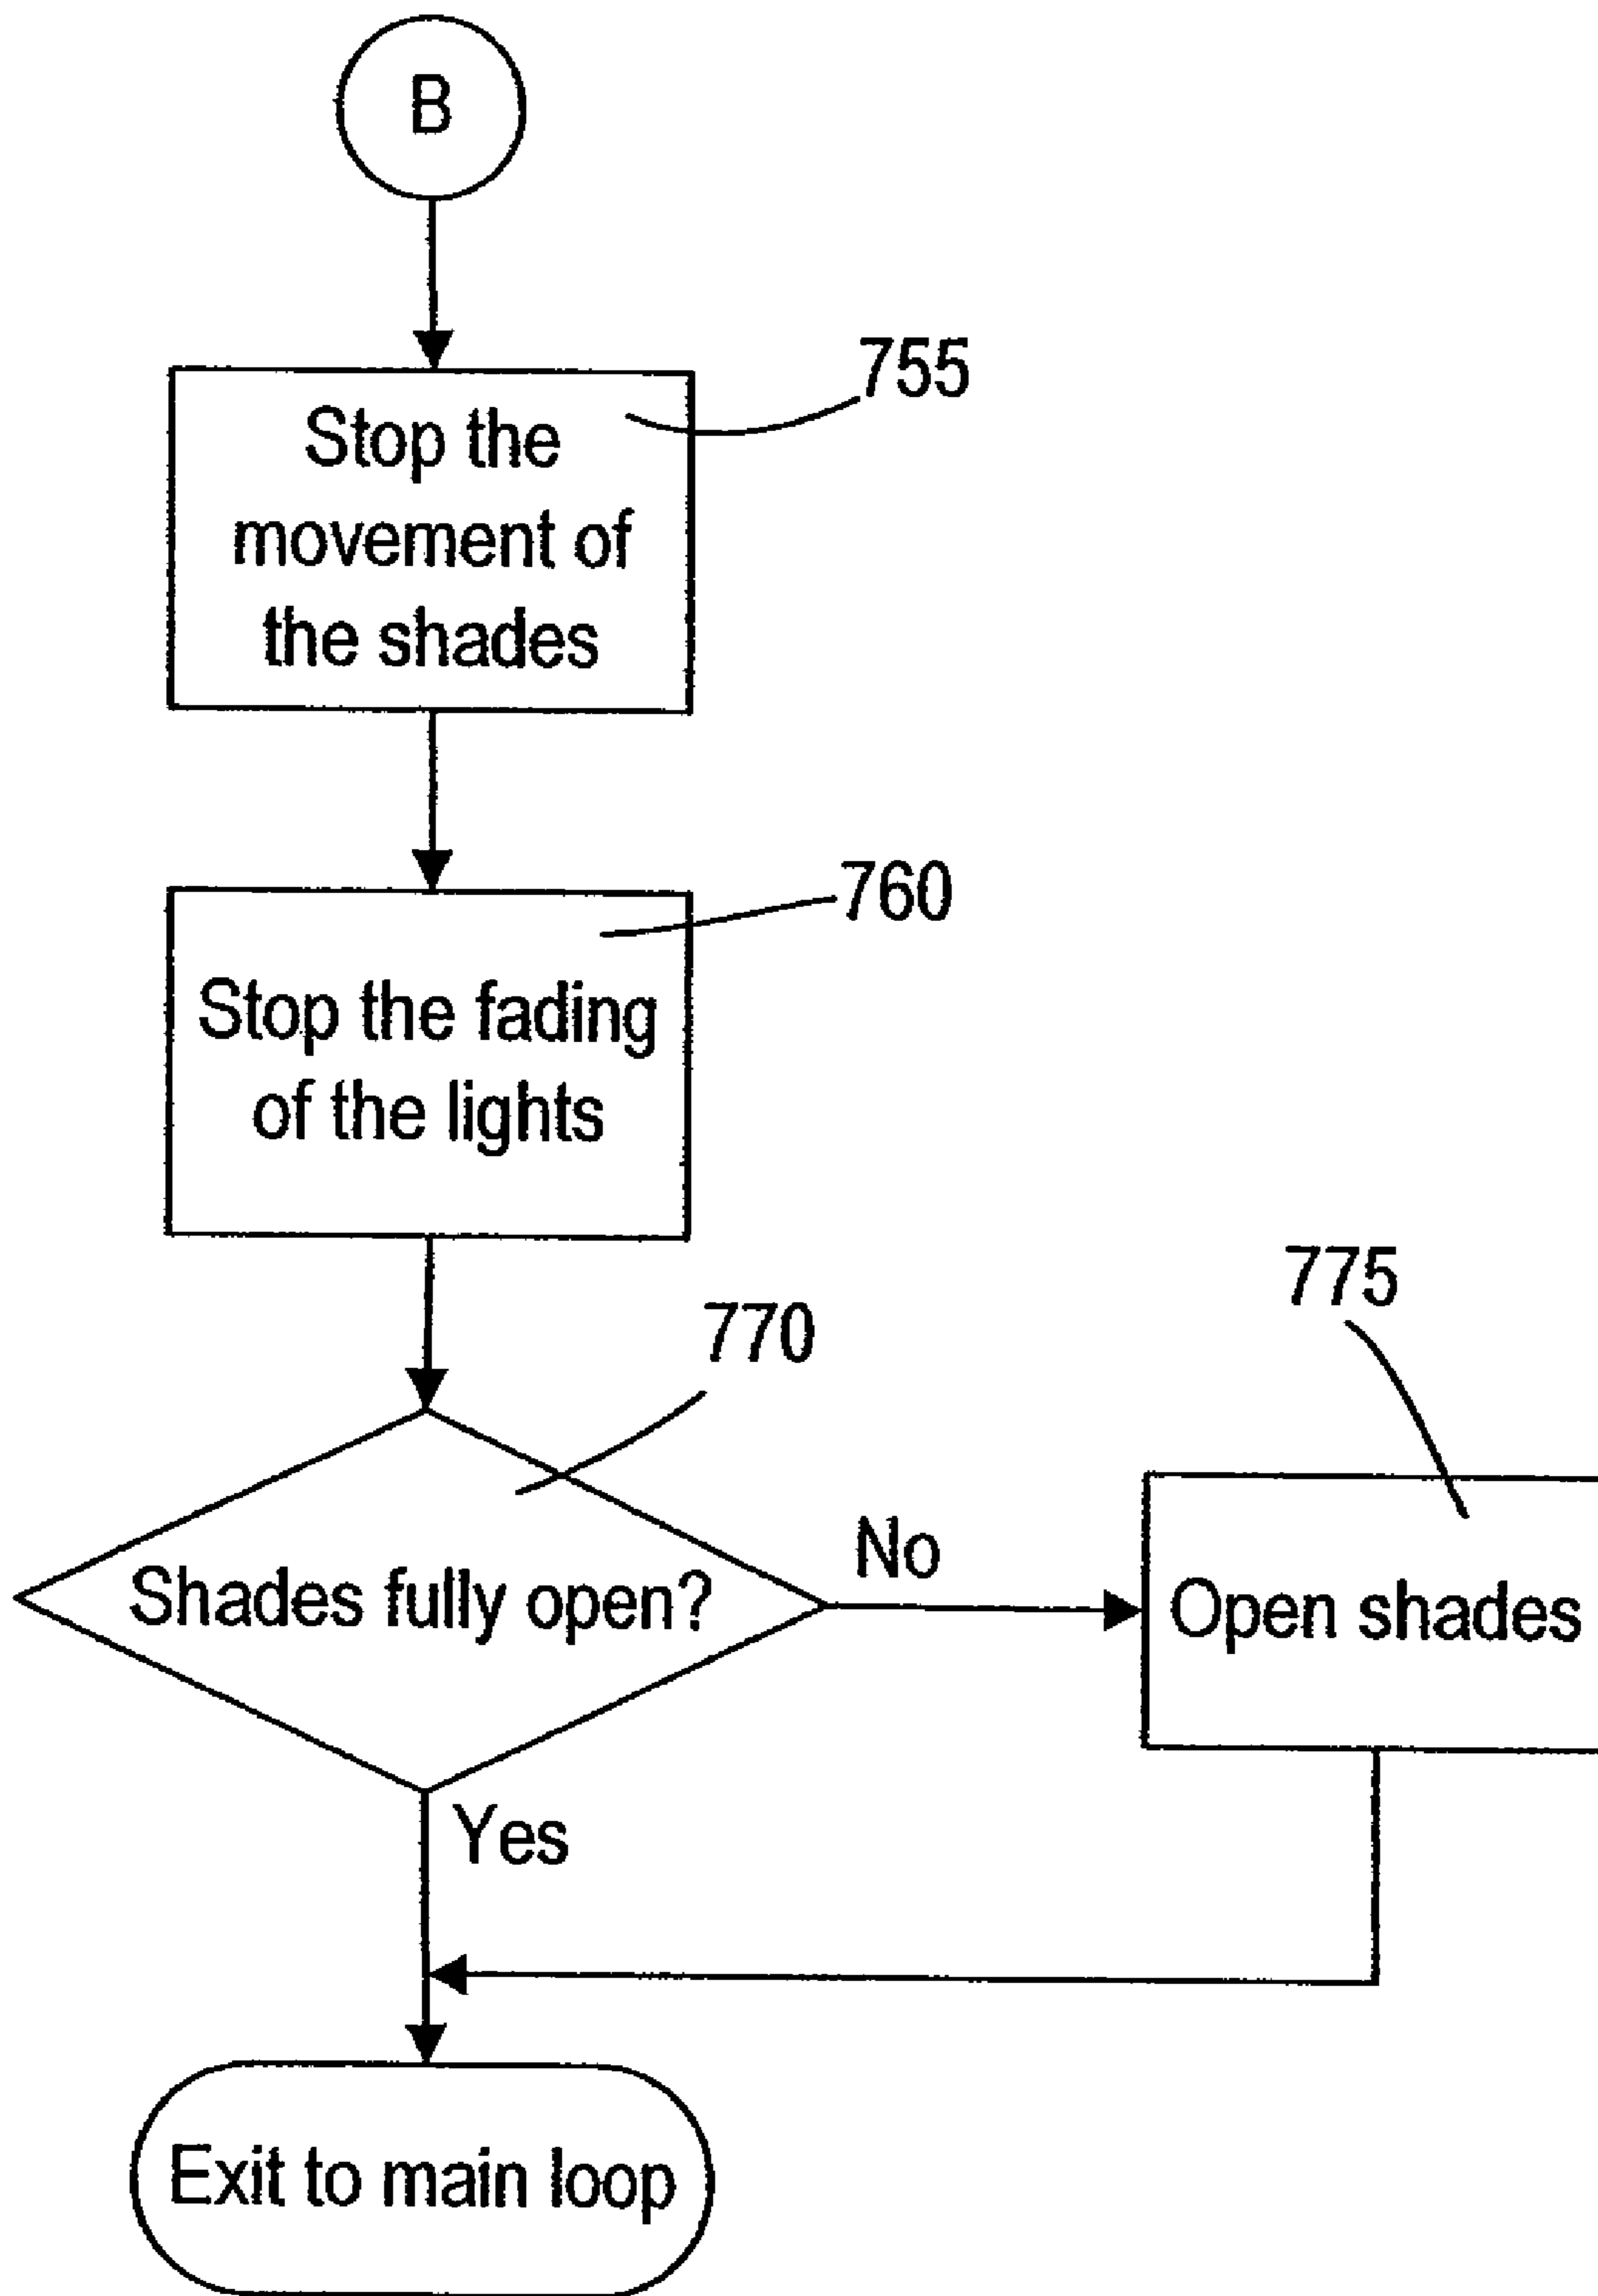 B
755
Stop the
movement of
the shades
760
Stop the fading
of the lights
770
775
Shades fully open?
No
Open shades
Yes
Exit to main loop